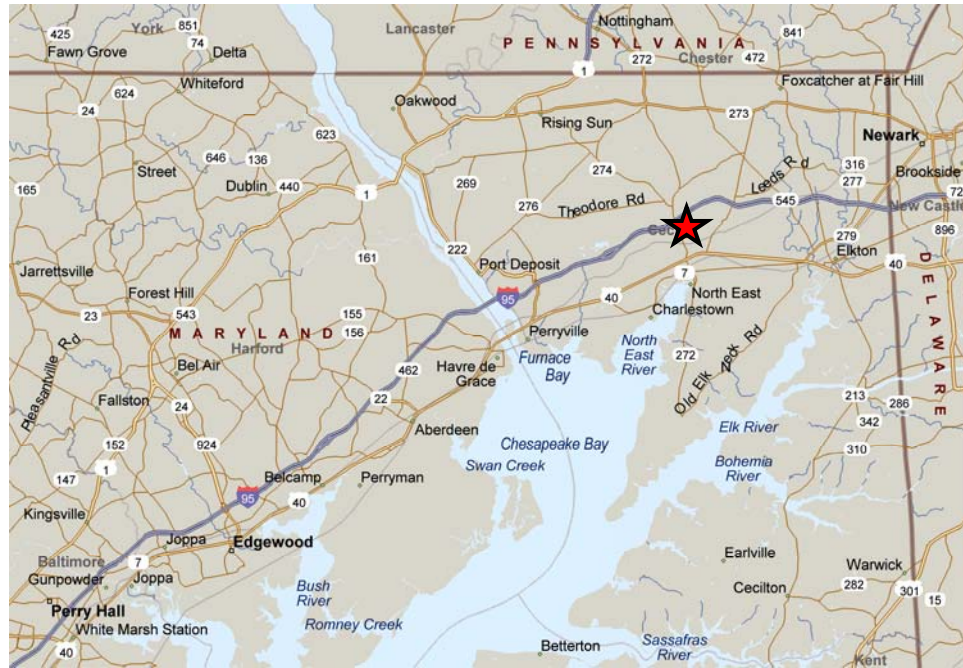 425
York
851
74
Fawn Grove
Delta
Lancaster
Nottingham
PENNSYLVANIA
1
272
Chester
472
841
Whiteford
624
24
Oakwood
Foxcatcher at Fair Hill
623
Rising Sun
273
Newark
Street
646
136
Dublin
440
1
165
269
274
276
Theodore Rd
Leeds Rd
316
277
Brookside
72
545
New Castle
222
161
Port Deposit
279
Elkton
896
40
DELAWARE
Jarrettsville
Forest Hill
95
40
7
North East
Charlestown
23
543
155
MARYLAND
156
Harford
Perryville
Pleasantville Rd
Bel Air
462
Havre de
Grace
Furnace
Bay
North
East
River
272
Old Elk Neck Rd
Fallston
24
22
213
286
342
152
924
Aberdeen
Chesapeake Bay
Elk River
310
1
147
Belcamp
Perryman
Swan Creek
Bohemia
River
95
40
Kingsville
Joppa
Edgewood
Baltimore
7
Gunpowder
Joppa
Earlville
Warwick
Perry Hall
Bush
River
Cecilton
282
301
15
White Marsh Station
Romney Creek
40
Betterton
Sassafras
River
Kent